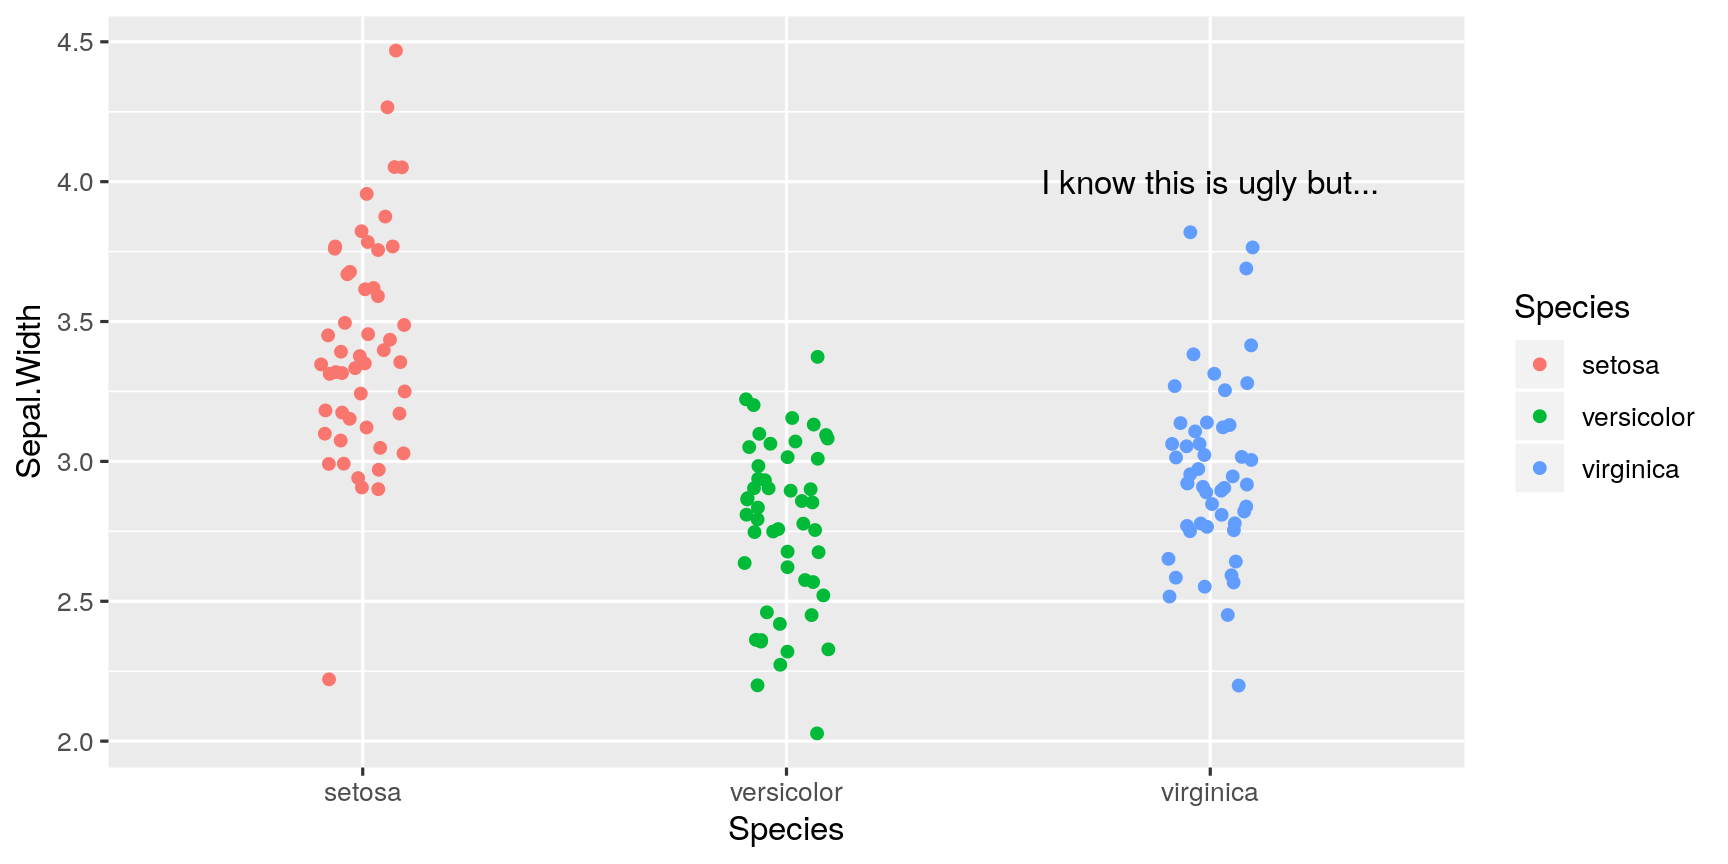 4.5
4.0
3.5
3.0
2.5
2.0
Sepal.Width
I know this is ugly but...
setosa
versicolor
virginica
Species
Species
setosa
versicolor
virginica